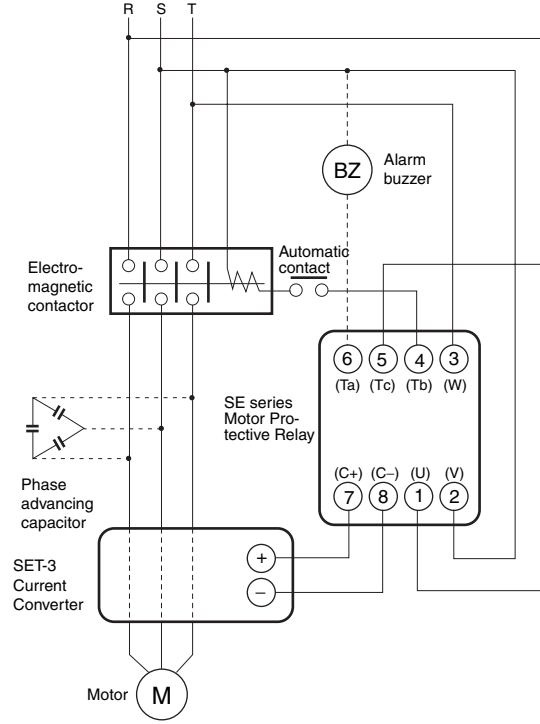 R S T
BZ
Alarm
buzzer
Electro-
magnetic
contactor
Automatic
contact
6 5 4 3
(Ta) (Tc) (Tb) (W)
SE series
Motor Pro-
tective Relay
(C+) (C−) (U) (V)
7 8 1 2
Phase
advancing
capacitor
SET-3
Current
Converter
+
−
Motor
M